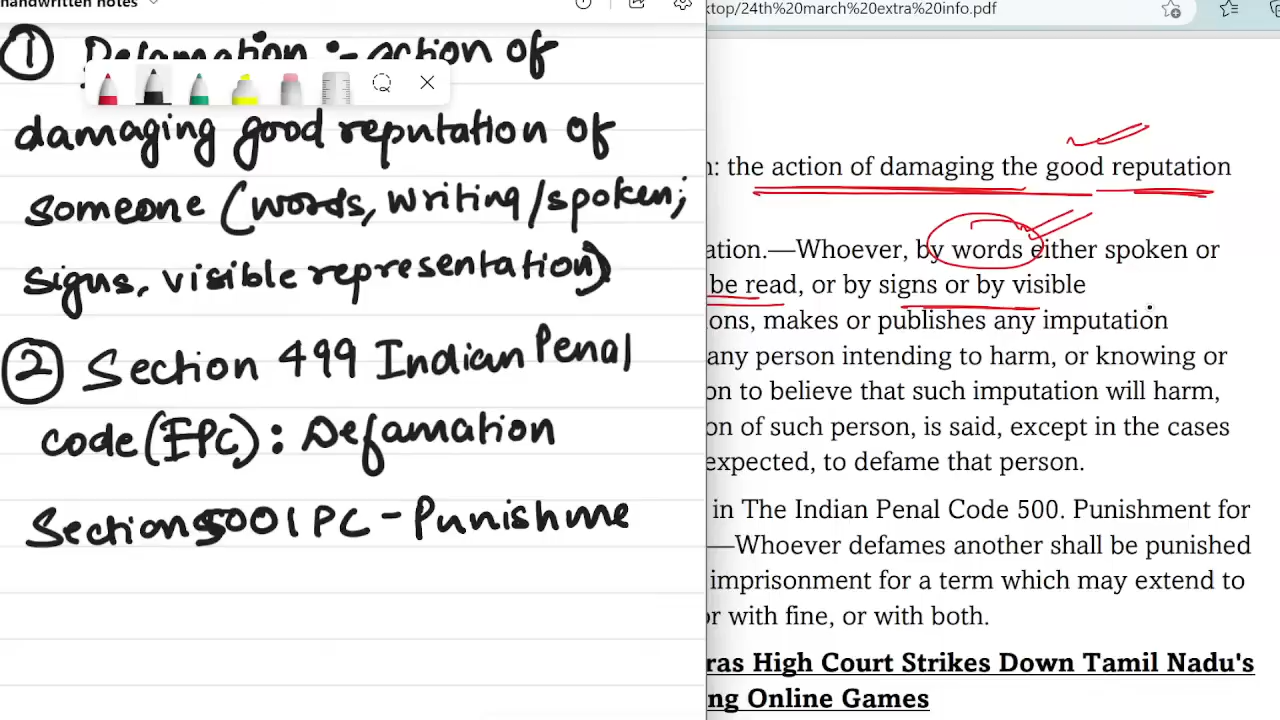 handwritten notes
① Defamation :- action of
damaging good reputation of
someone (words, writing/spoken;
signs, visible representation)
② Section 499 Indian Penal
code (IPC) : Defamation
Section 500 IPC - Punishme
ktop/24th%20march%20extra%20info.pdf
n: the action of damaging the good reputation
ation.—Whoever, by words either spoken or
be read, or by signs or by visible
ons, makes or publishes any imputation
any person intending to harm, or knowing or
on to believe that such imputation will harm,
on of such person, is said, except in the cases
expected, to defame that person.
in The Indian Penal Code 500. Punishment for
—Whoever defames another shall be punished
imprisonment for a term which may extend to
or with fine, or with both.
ras High Court Strikes Down Tamil Nadu's
ng Online Games